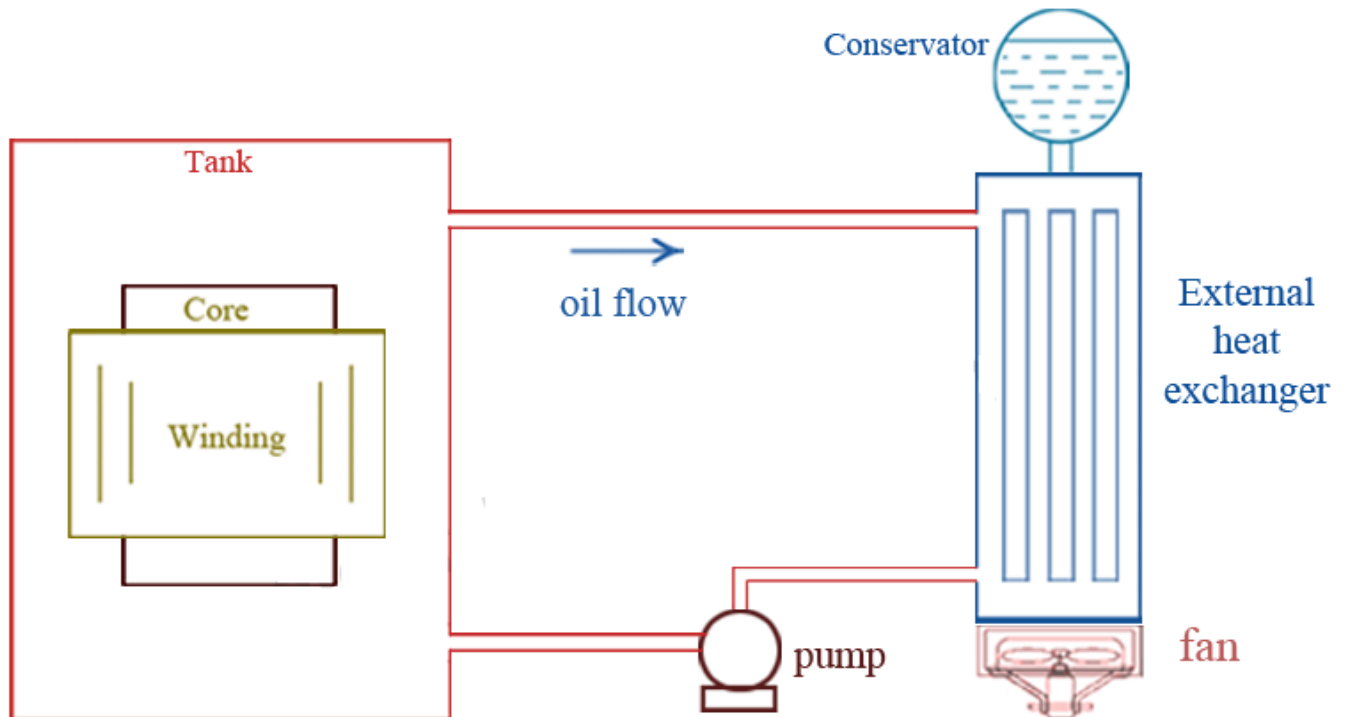 Conservator
Tank
Core
oil flow
External
heat
exchanger
Winding
pump
fan